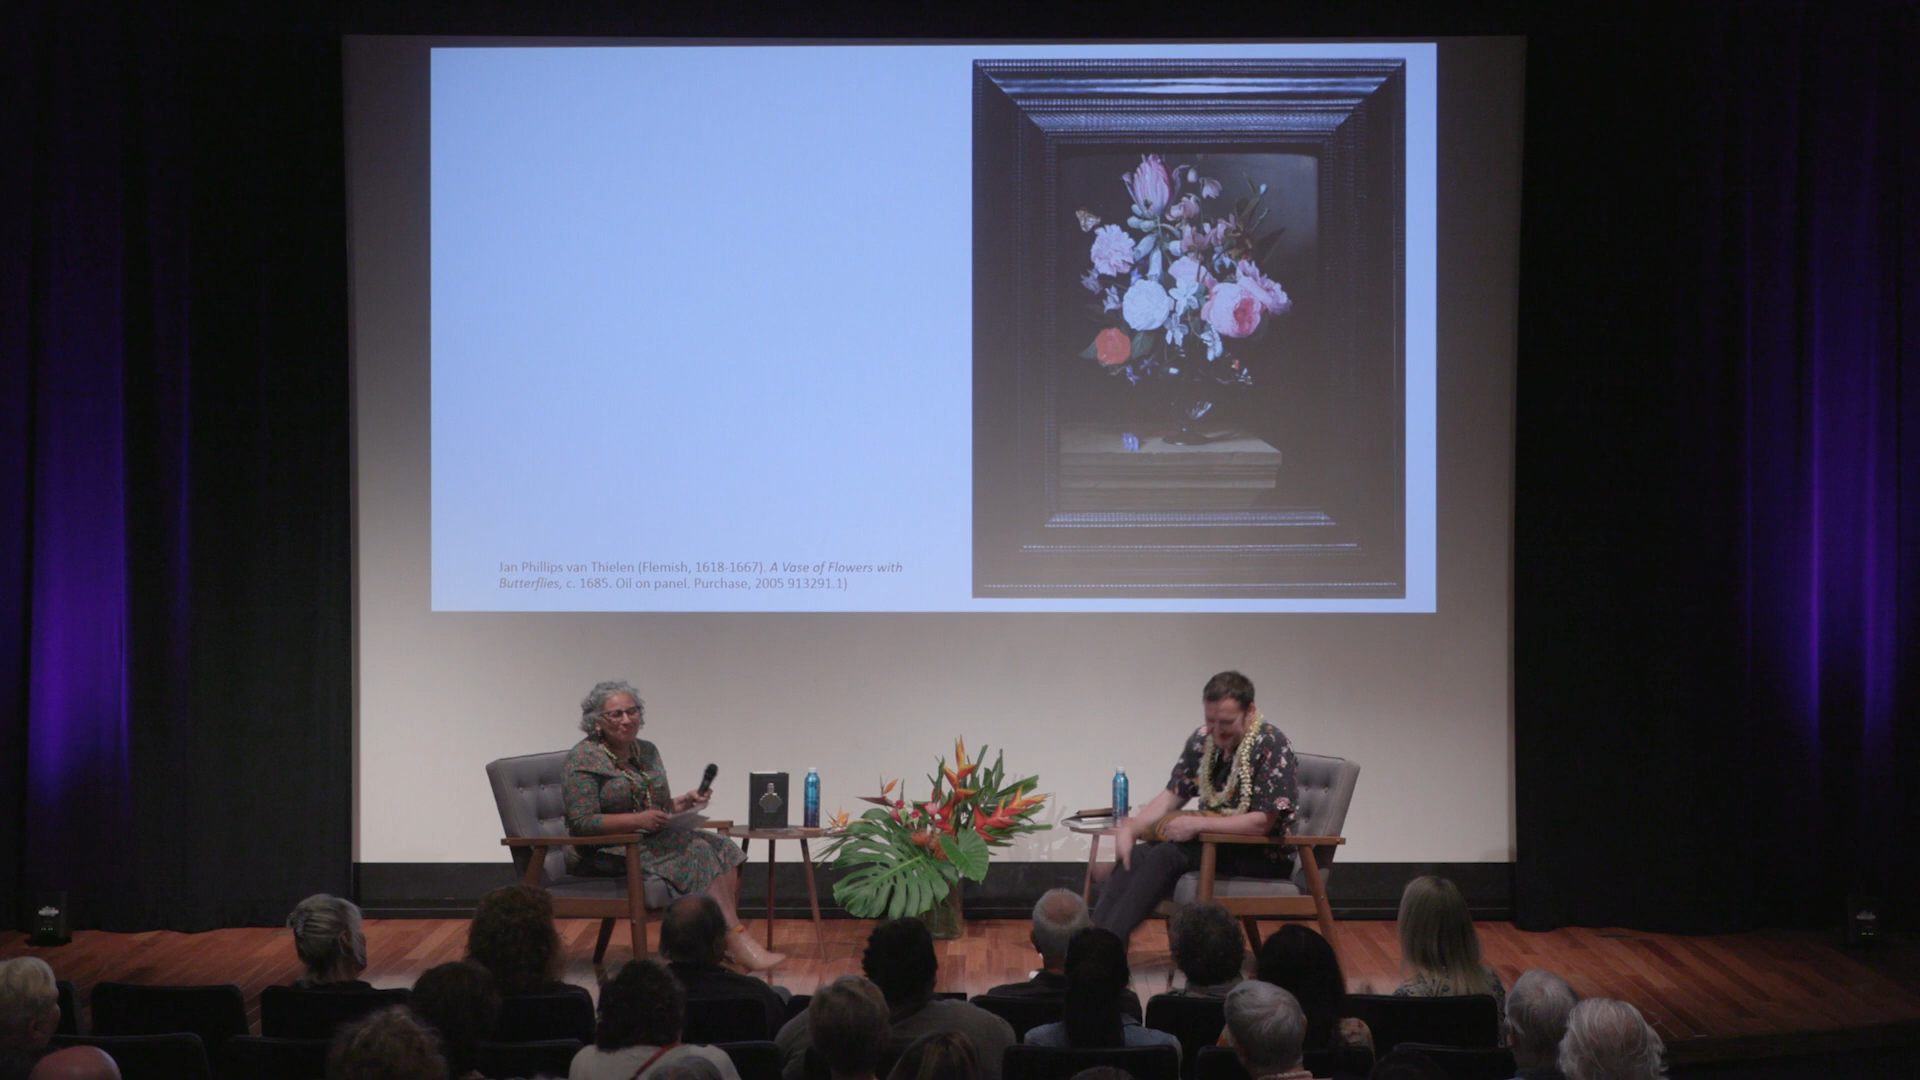 Jan Phillips van Thielen (Flemish, 1618-1667). A Vase of Flowers with
Butterflies, c. 1685. Oil on panel. Purchase, 2005 913291.1)